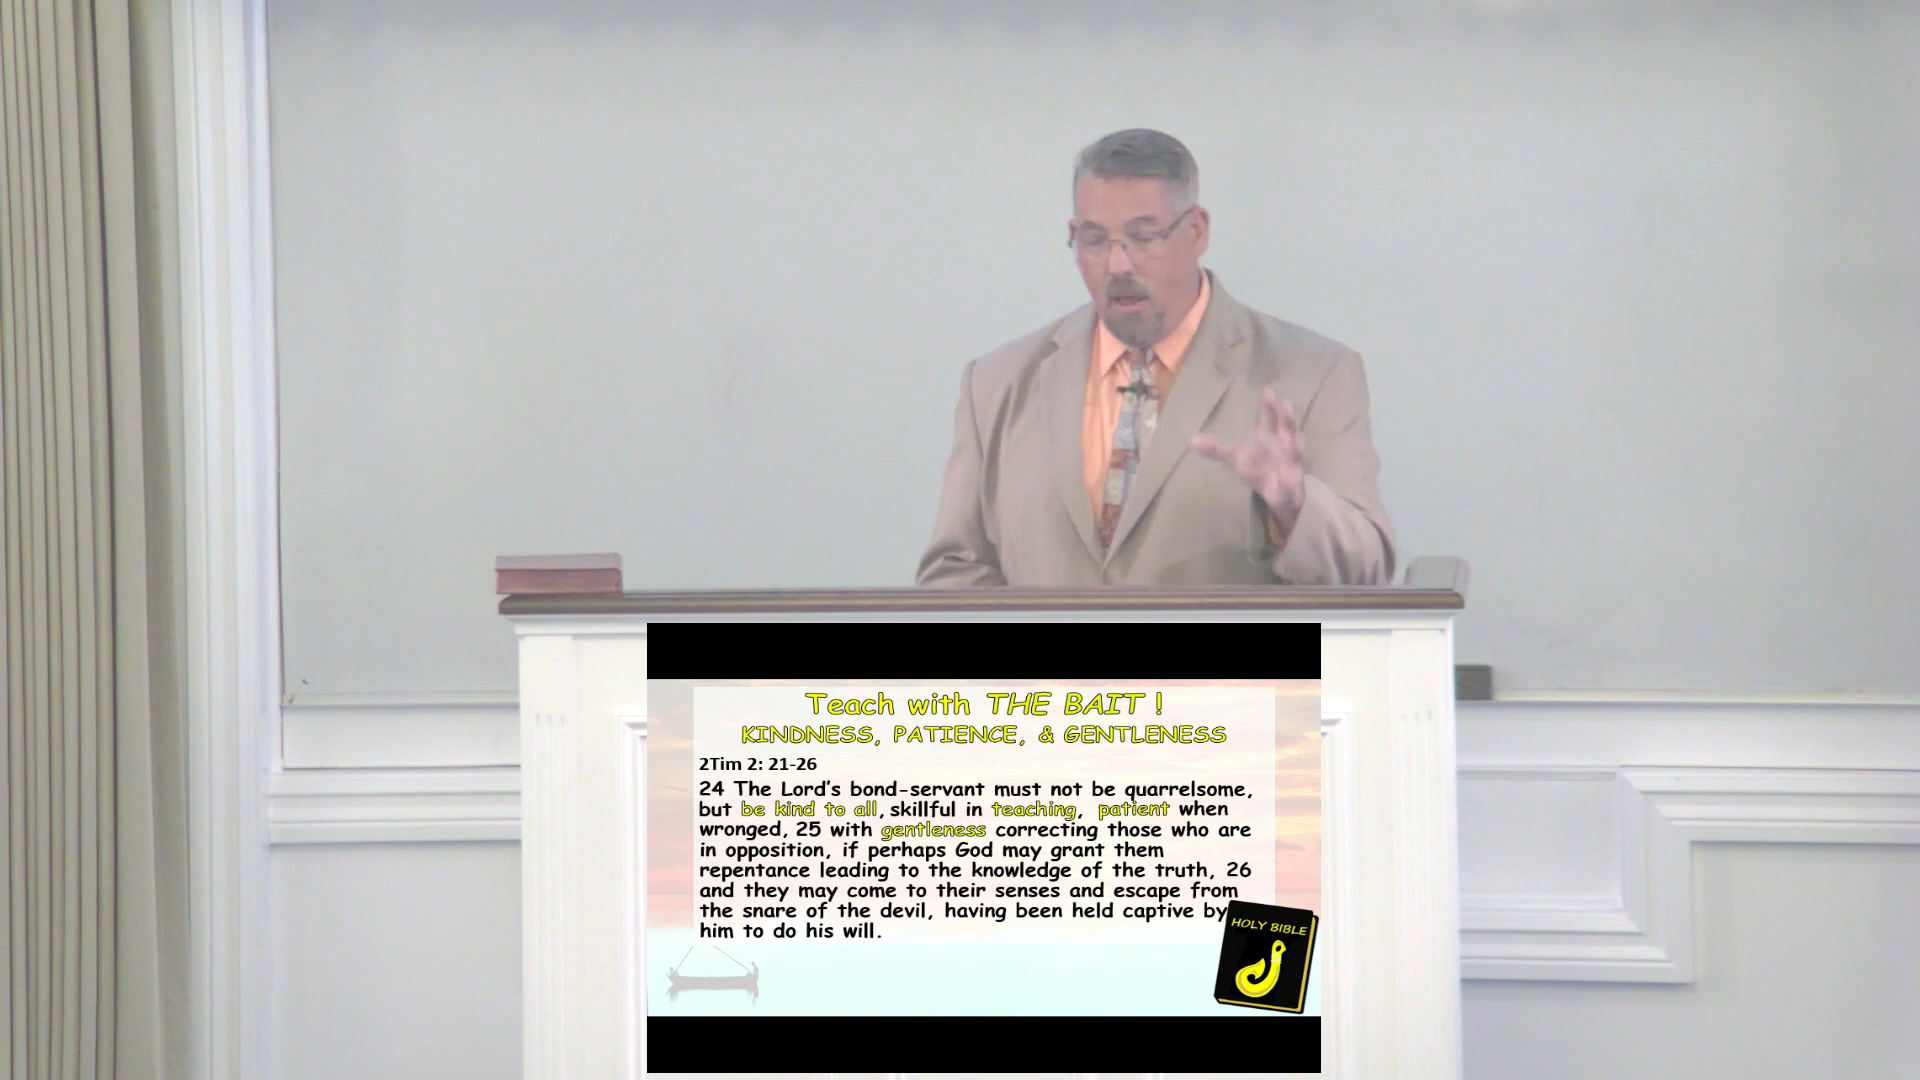 Teach with THE BAIT !
KINDNESS, PATIENCE, & GENTLENESS
2Tim 2: 21-26
24 The Lord's bond-servant must not be quarrelsome,
but be kind to all, skillful in teaching, patient when
wronged, 25 with gentleness correcting those who are
in opposition, if perhaps God may grant them
repentance leading to the knowledge of the truth, 26
and they may come to their senses and escape from
the snare of the devil, having been held captive by
him to do his will.
HOLY BIBLE